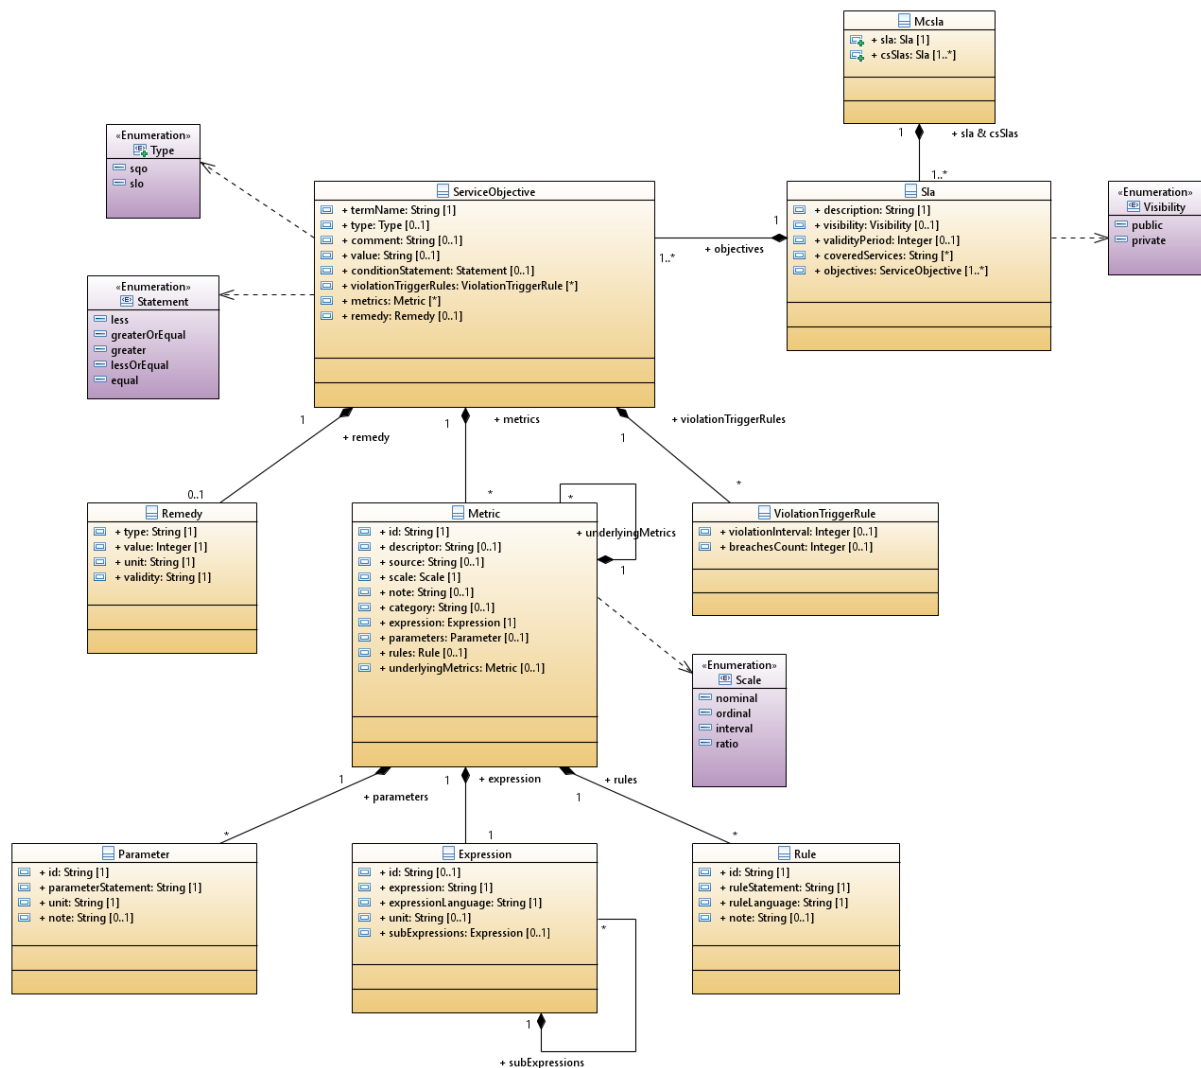 Mcsla
+ sla: Sla [1]
+ csSlas: Sla [1..*]
1
+ sla & csSlas
1..*
«Enumeration»
Type
sqo
slo
ServiceObjective
+ termName: String [1]
+ type: Type [0..1]
+ comment: String [0..1]
+ value: String [0..1]
+ conditionStatement: Statement [0..1]
+ violationTriggerRules: ViolationTriggerRule [*]
+ metrics: Metric [*]
+ remedy: Remedy [0..1]
1
+ objectives
1..*
Sla
+ description: String [1]
+ visibility: Visibility [0..1]
+ validityPeriod: Integer [0..1]
+ coveredServices: String [*]
+ objectives: ServiceObjective [1..*]
«Enumeration»
Visibility
public
private
«Enumeration»
Statement
less
greaterOrEqual
greater
lessOrEqual
equal
1
+ remedy
0..1
1
+ metrics
*
1
+ violationTriggerRules
*
Remedy
+ type: String [1]
+ value: Integer [1]
+ unit: String [1]
+ validity: String [1]
Metric
+ id: String [1]
+ descriptor: String [0..1]
+ source: String [0..1]
+ scale: Scale [1]
+ note: String [0..1]
+ category: String [0..1]
+ expression: Expression [1]
+ parameters: Parameter [0..1]
+ rules: Rule [0..1]
+ underlyingMetrics: Metric [0..1]
*
+ underlyingMetrics
1
ViolationTriggerRule
+ violationInterval: Integer [0..1]
+ breachesCount: Integer [0..1]
«Enumeration»
Scale
nominal
ordinal
interval
ratio
1
+ parameters
*
1
+ expression
1
+ rules
1
*
Parameter
+ id: String [1]
+ parameterStatement: String [1]
+ unit: String [1]
+ note: String [0..1]
Expression
+ id: String [0..1]
+ expression: String [1]
+ expressionLanguage: String [1]
+ unit: String [0..1]
+ subExpressions: Expression [0..1]
*
1
+ subExpressions
Rule
+ id: String [1]
+ ruleStatement: String [1]
+ ruleLanguage: String [1]
+ note: String [0..1]